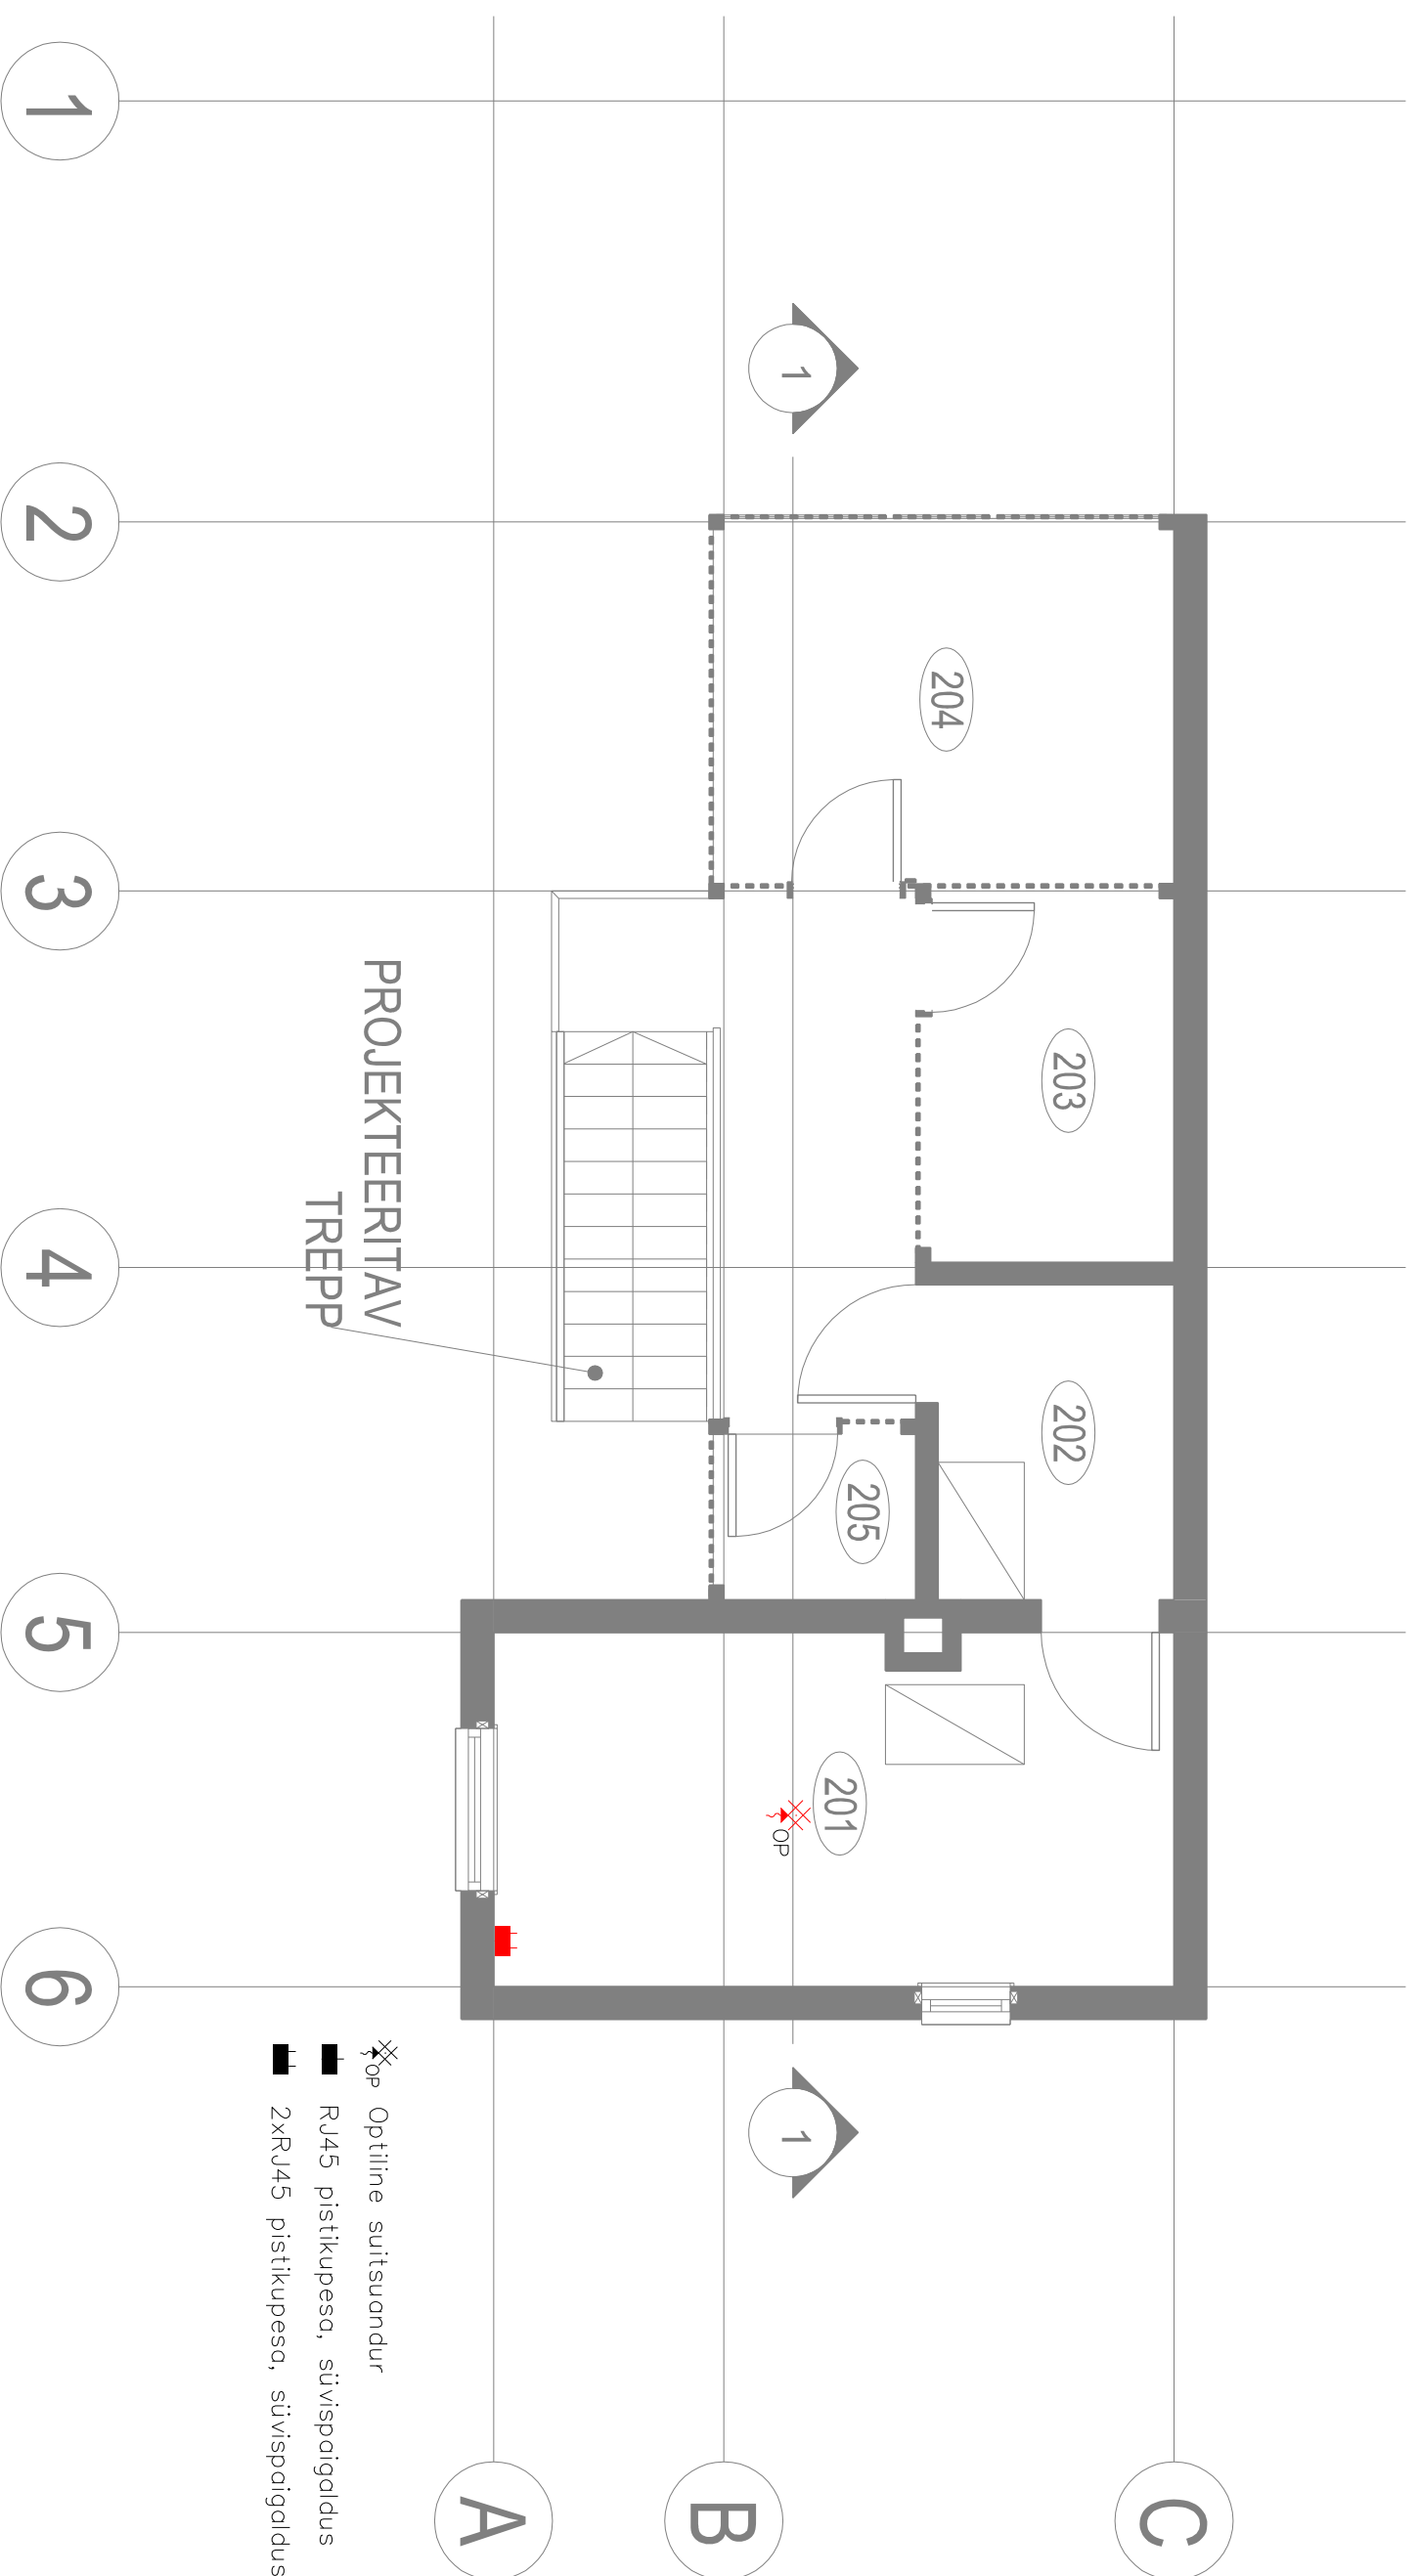 1
2
3
4
5
6
A
B
C
1
1
204
203
202
205
201
OP
PROJEKTEERITAV
TREPP
OP Optiline suitsuandur
RJ45 pistikupesa, süvispaigaldus
2xRJ45 pistikupesa, süvispaigaldus